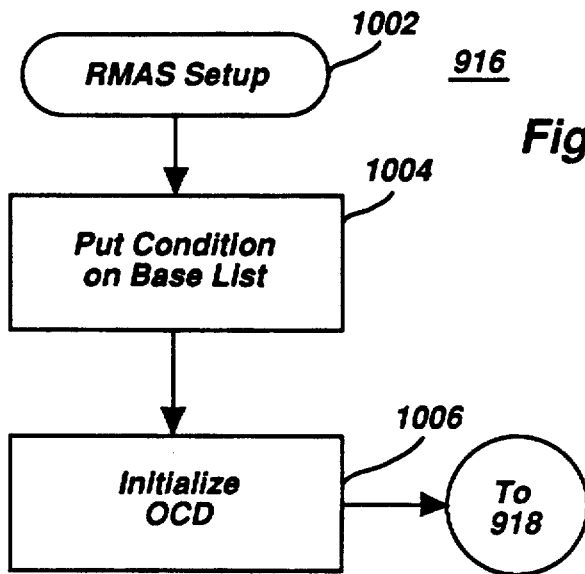 1002
RMAS Setup
916
Fig
1004
Put Condition
on Base List
1006
Initialize
OCD
To
918